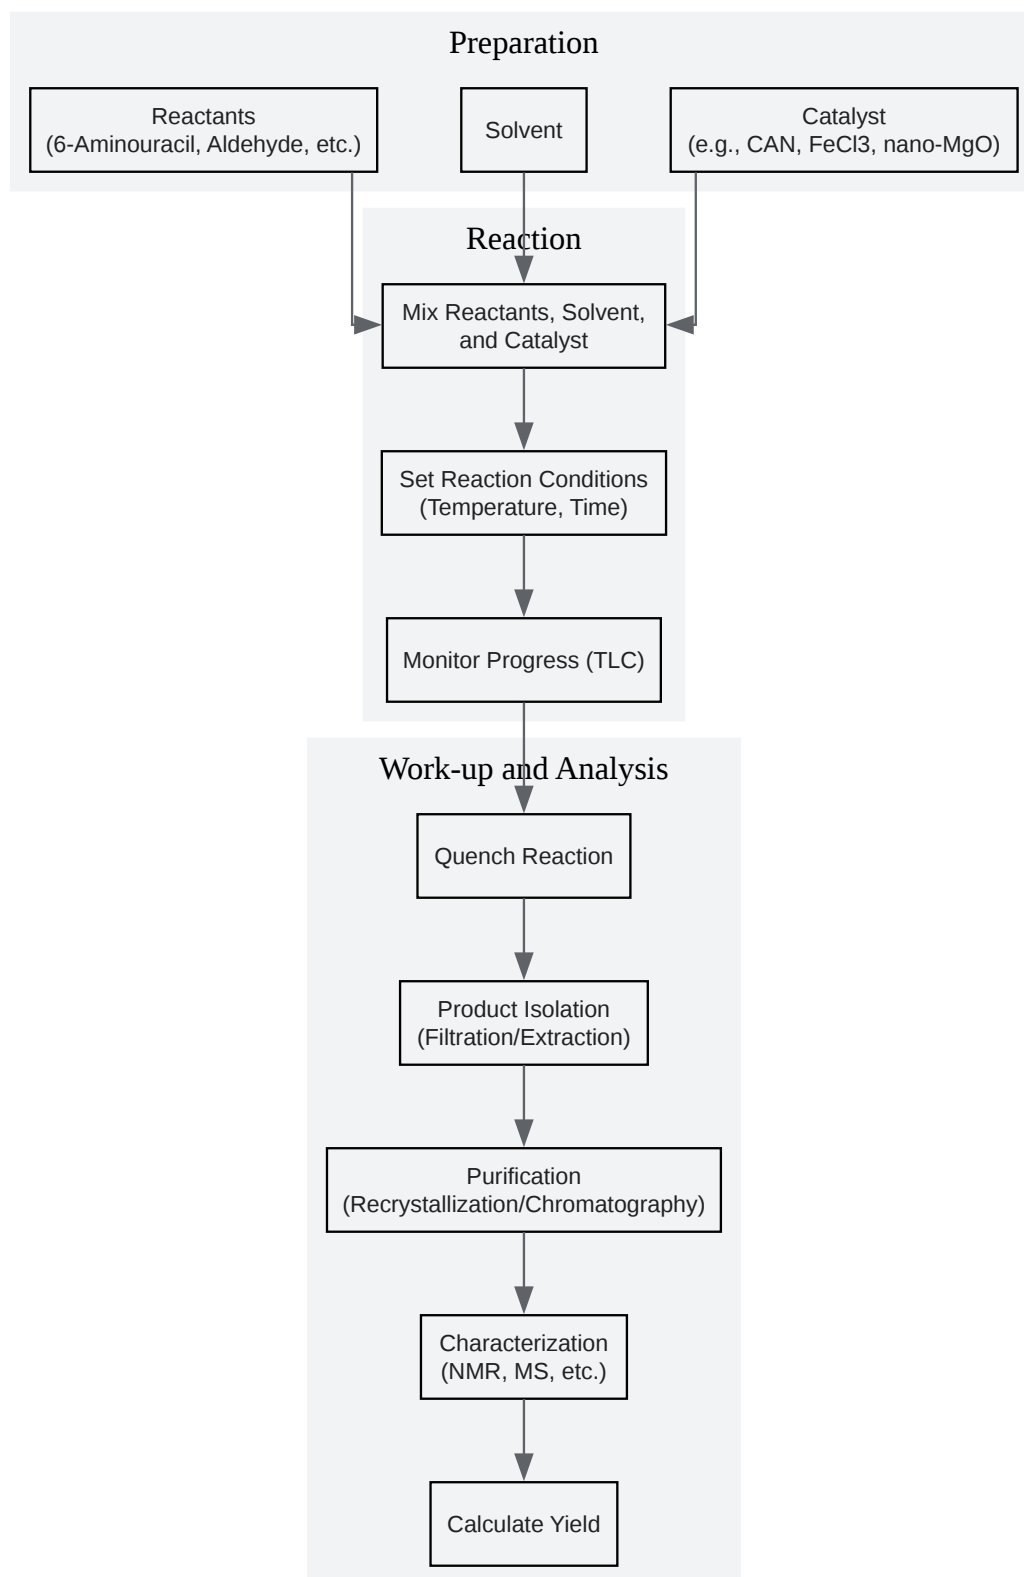 Preparation
Reactants
(6-Aminouracil, Aldehyde, etc.)
Solvent
Catalyst
(e.g., CAN, FeCl3, nano-MgO)
Reaction
Mix Reactants, Solvent,
and Catalyst
Set Reaction Conditions
(Temperature, Time)
Monitor Progress (TLC)
Work-up and Analysis
Quench Reaction
Product Isolation
(Filtration/Extraction)
Purification
(Recrystallization/Chromatography)
Characterization
(NMR, MS, etc.)
Calculate Yield